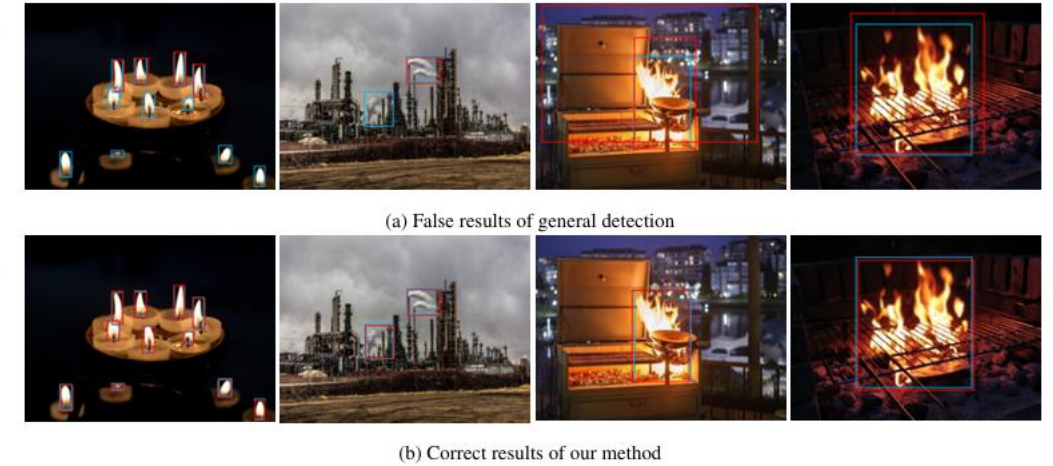 (a) False results of general detection
(b) Correct results of our method